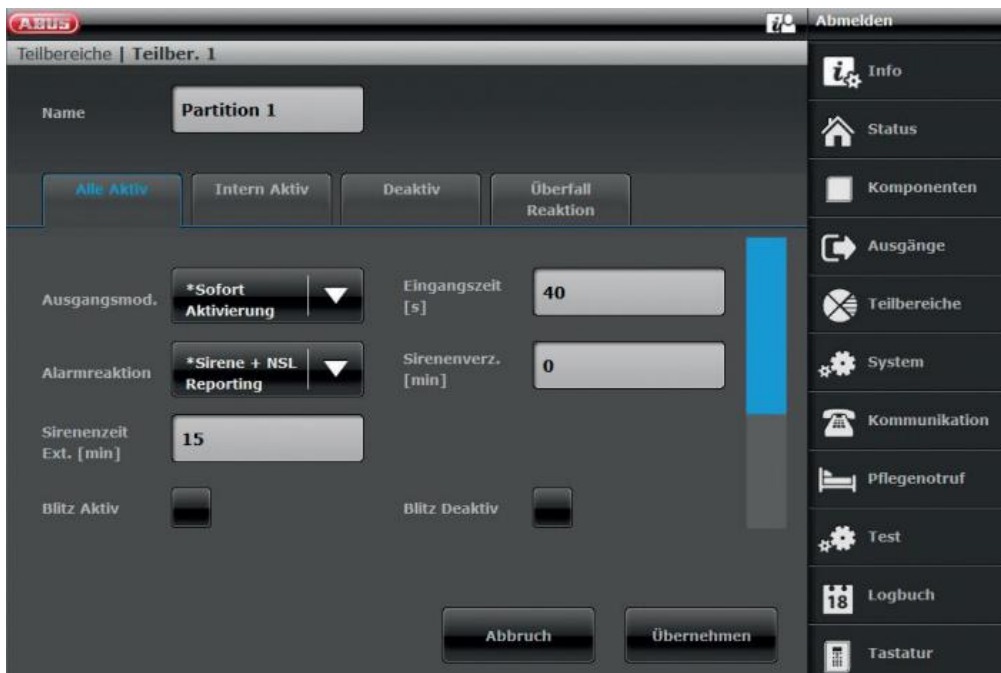 ABUS
Abmelden
Teilbereiche | Teilber. 1
Name
Partition 1
Alle Aktiv
Intern Aktiv
Deaktiv
Überfall
Reaktion
Ausgangsmod.
*Sofort
Aktivierung
Eingangszeit
[s]
40
Alarmreaktion
*Sirene + NSL
Reporting
Sirenenverz.
[min]
0
Sirenenzeit
Ext. [min]
15
Blitz Aktiv
Blitz Deaktiv
Abbruch
Übernehmen
Info
Status
Komponenten
Ausgänge
Teilbereiche
System
Kommunikation
Pflegenotruf
Test
18
Logbuch
Tastatur